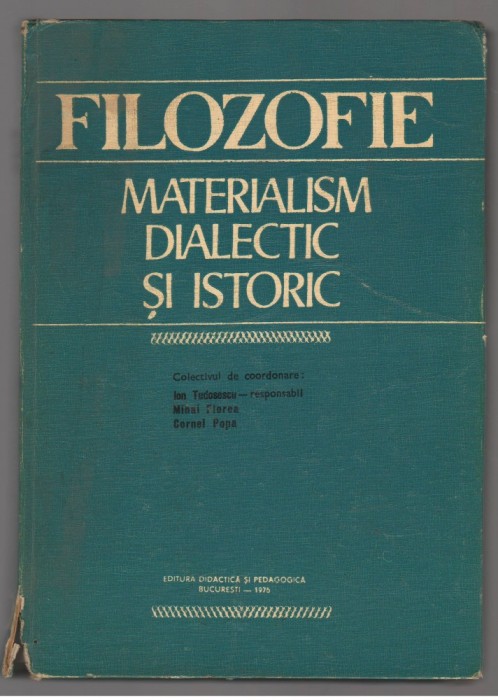 FILOZOFIE
MATERIALISM
DIALECTIC
ȘI ISTORIC
Colectivul de coordonare:
Ion Tudosescu — responsabil
Mihai Florea
Cornel Popa
EDITURA DIDACTICĂ ȘI PEDAGOGICĂ
BUCUREȘTI — 1975